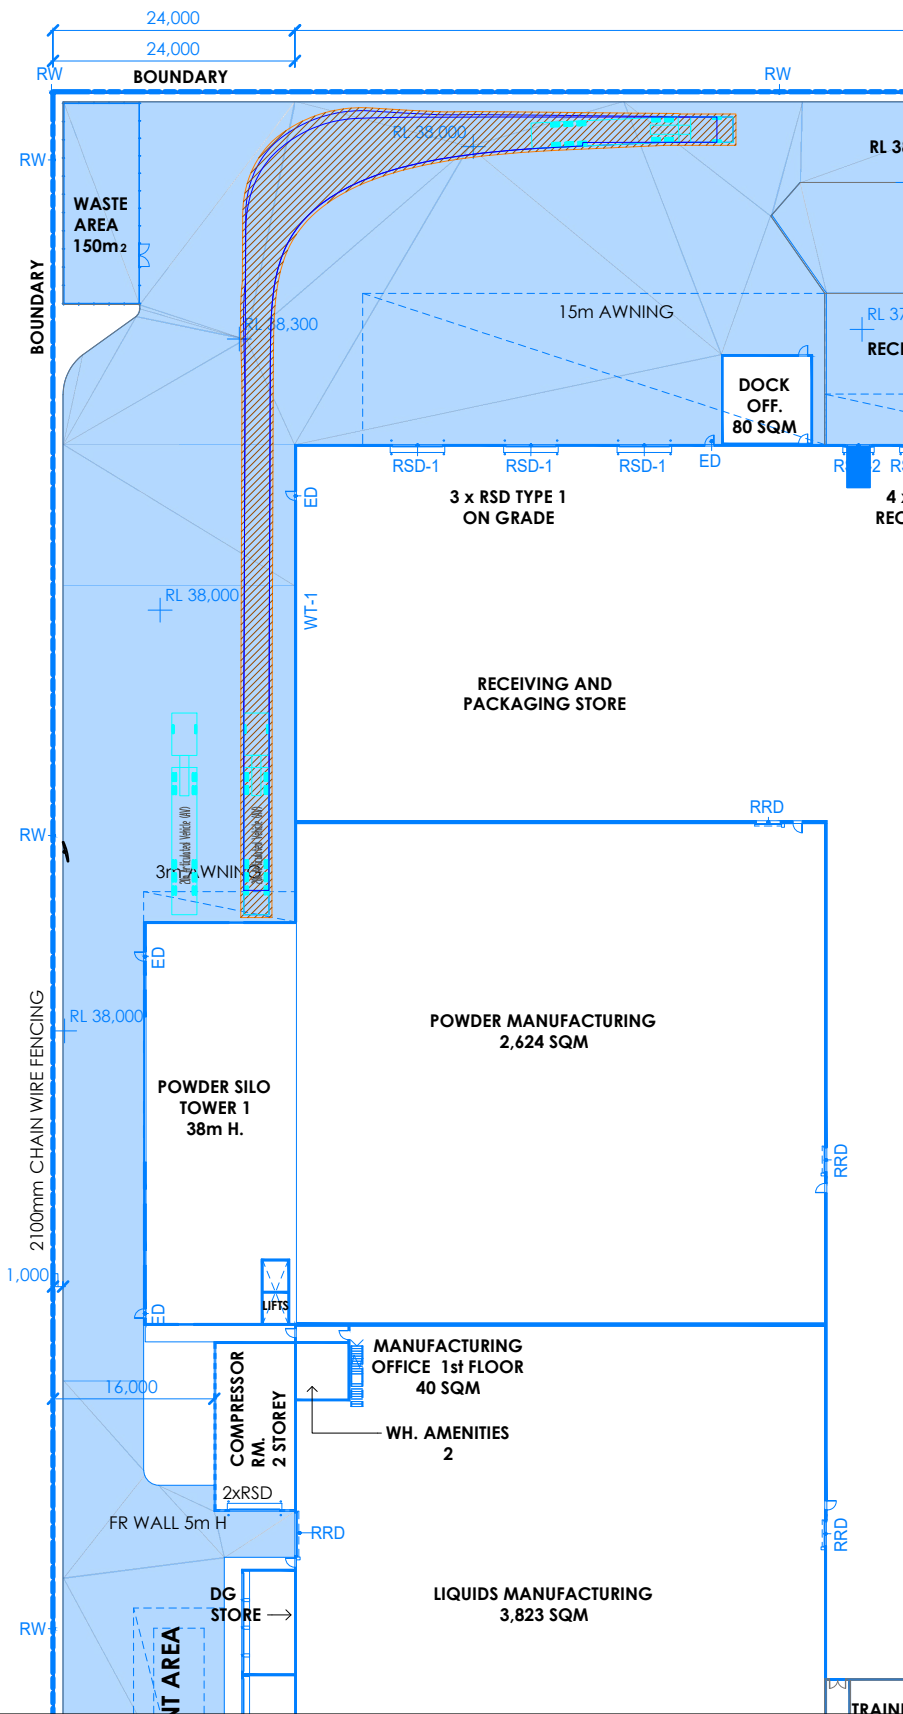 24,000
24,000
BOUNDARY
RW
RW
RL 38,000
RW
WASTE
AREA
150m2
BOUNDARY
RL 38,300
15m AWNING
DOCK
OFF.
80 SQM
RSD-1
RSD-1
RSD-1
ED
ED
3 x RSD TYPE 1
ON GRADE
RL 38,000
WT-1
RECEIVING AND
PACKAGING STORE
RRD
RW
3m AWNING
ED
2100mm CHAIN WIRE FENCING
RL 38,000
POWDER MANUFACTURING
2,624 SQM
POWDER SILO
TOWER 1
38m H.
RRD
1,000
ED
LIFTS
MANUFACTURING
OFFICE 1st FLOOR
40 SQM
16,000
COMPRESSOR
RM.
2 STOREY
WH. AMENITIES
2
2xRSD
FR WALL 5m H
RRD
RRD
DG
STORE
LIQUIDS MANUFACTURING
3,823 SQM
RW
AREA